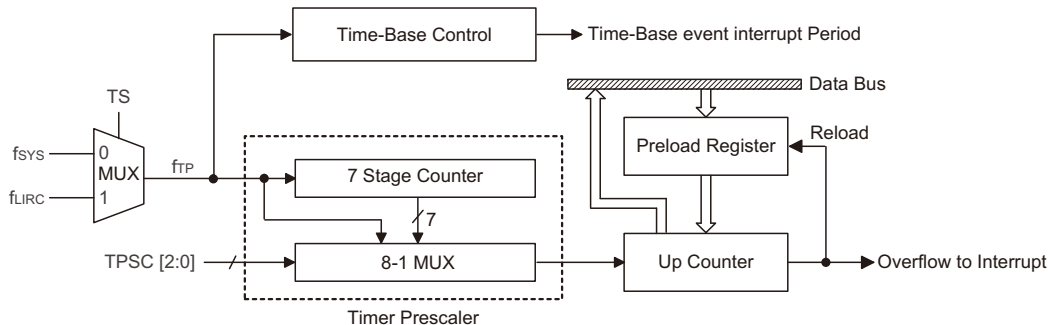 Time-Base Control
Time-Base event interrupt Period
Data Bus
TS
Preload Register
Reload
fSYS
0
MUX
fTP
fLIRC
1
7 Stage Counter
7
TPSC [2:0]
8-1 MUX
Up Counter
Overflow to Interrupt
Timer Prescaler